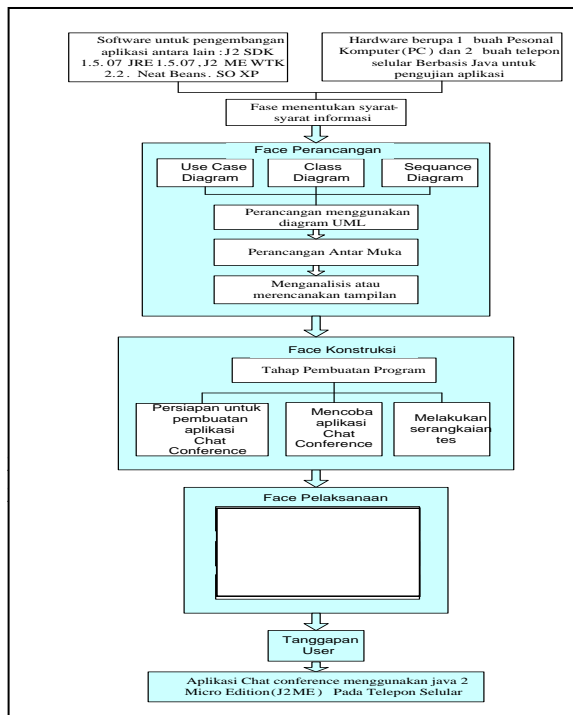 Software untuk pengembangan
aplikasi antara lain : J2 SDK
1.5. 07 JRE 1.5.07, J2 ME WTK
2.2. Neat Beans. SO XP
Hardware berupa 1 buah Pesonal
Komputer (PC) dan 2 buah telepon
selular Berbasis Java untuk
pengujian aplikasi
Fase menentukan syarat-
syarat informasi
Face Perancangan
Use Case
Diagram
Class
Diagram
Sequance
Diagram
Perancangan menggunakan
diagram UML
Perancangan Antar Muka
Menganalisis atau
merencanakan tampilan
Face Konstruksi
Tahap Pembuatan Program
Persiapan untuk
pembuatan
aplikasi
Chat
Conference
Mencoba
aplikasi
Chat
Conference
Melakukan
serangkaian
tes
Face Pelaksanaan
Tanggapan
User
Aplikasi Chat conference menggunakan java 2
Micro Edition (J2ME) Pada Telepon Selular